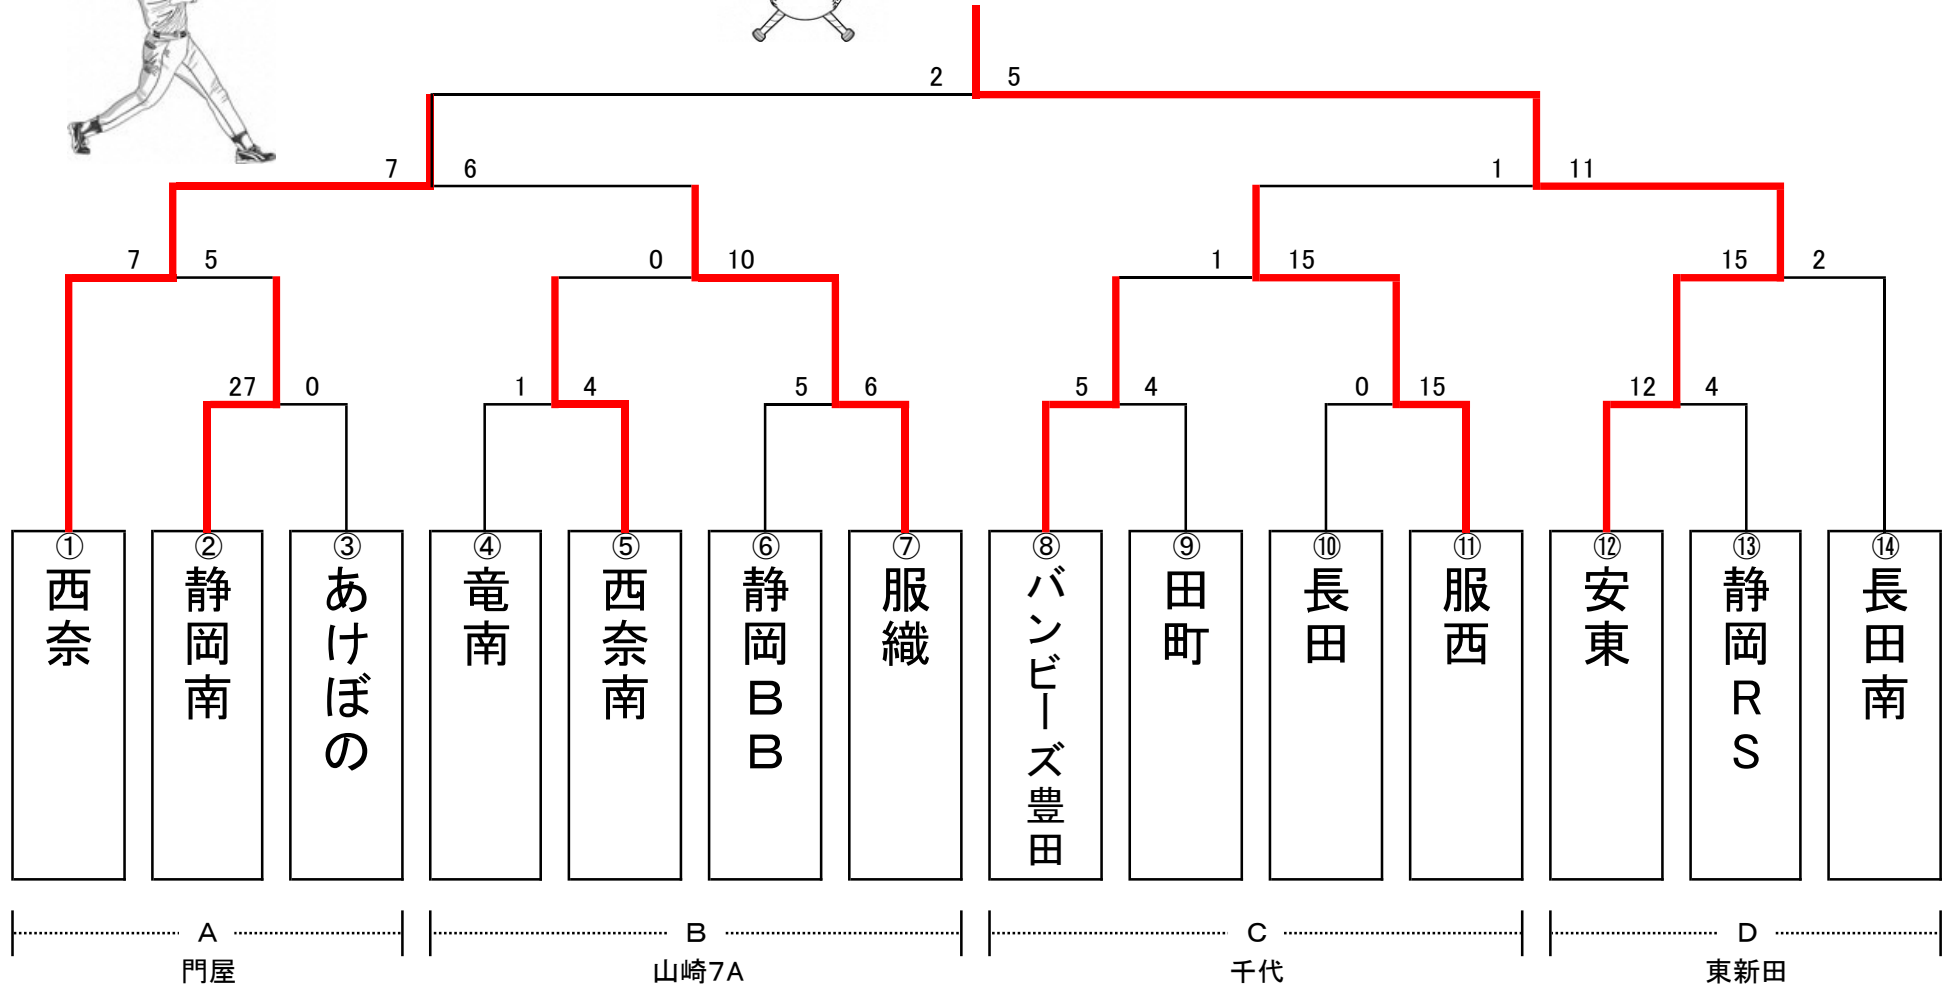 2 5
7 6 1 11
7 5 0 10 1 15 15 2
27 0 1 4 5 6 5 4 0 15 12 4
① 西奈
② 静岡南
③ あけぼの
④ 竜南
⑤ 西奈南
⑥ 静岡BB
⑦ 服織
⑧ バンビーズ豊田
⑨ 田町
⑩ 長田
⑪ 服西
⑫ 安東
⑬ 静岡RS
⑭ 長田南
A B C D
門屋 山崎7A 千代 東新田